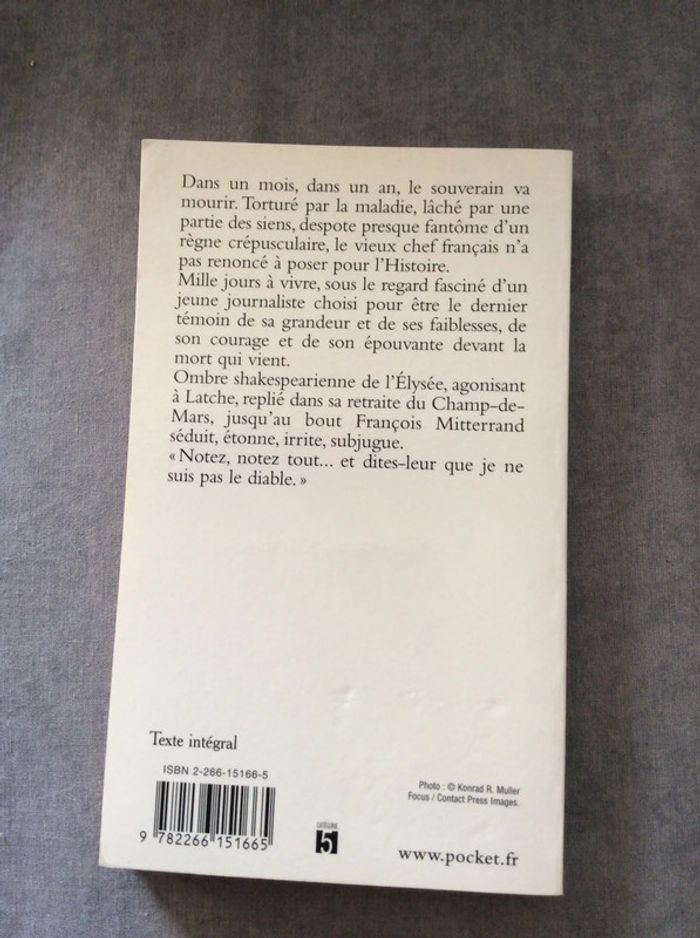 Dans un mois, dans un an, le souverain va
mourir. Torturé par la maladie, lâché par une
partie des siens, despote presque fantôme d'un
règne crépusculaire, le vieux chef français n'a
pas renoncé à poser pour l'Histoire.
Mille jours à vivre, sous le regard fasciné d'un
jeune journaliste choisi pour être le dernier
témoin de sa grandeur et de ses faiblesses, de
son courage et de son épouvante devant la
mort qui vient.
Ombre shakespearienne de l'Élysée, agonisant
à Latche, replié dans sa retraite du Champ-de-
Mars, jusqu'au bout François Mitterrand
séduit, étonne, irrite, subjugue.
« Notez, notez tout... et dites-leur que je ne
suis pas le diable. »
Texte intégral
ISBN 2-266-15166-5
9 782266 151665
CATÉGORIE
5
Photo : © Konrad R. Muller
Focus / Contact Press Images.
www.pocket.fr